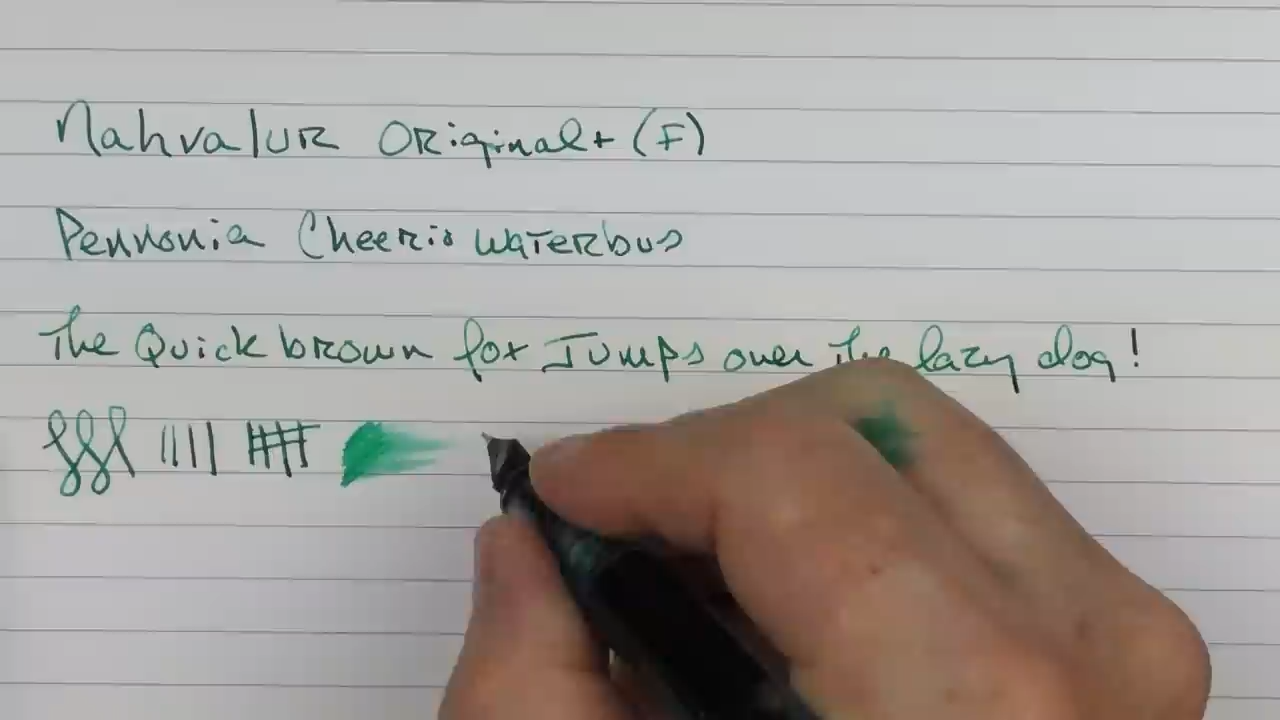 Nahvalur Original+ (F)
Pennonia Cheerio Waterbus
The Quick brown fox Jumps over the lazy dog!